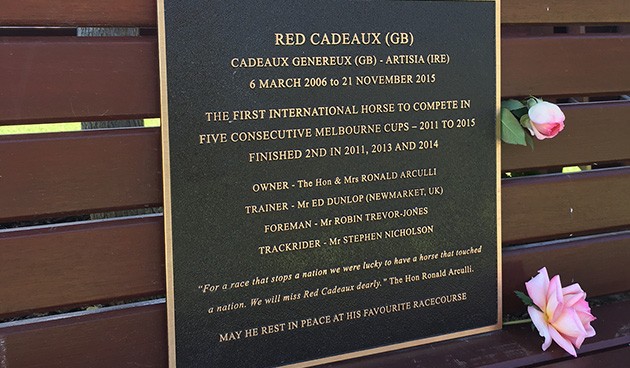 RED CADEAUX (GB)
CADEAUX GENEREUX (GB) - ARTISIA (IRE)
6 MARCH 2006 to 21 NOVEMBER 2015
THE FIRST INTERNATIONAL HORSE TO COMPETE IN
FIVE CONSECUTIVE MELBOURNE CUPS – 2011 TO 2015
FINISHED 2ND IN 2011, 2013 AND 2014
OWNER - The Hon & Mrs RONALD ARCULLI
TRAINER - Mr ED DUNLOP (NEWMARKET, UK)
FOREMAN - Mr ROBIN TREVOR-JONES
TRACKRIDER - Mr STEPHEN NICHOLSON
"For a race that stops a nation we were lucky to have a horse that touched
a nation. We will miss Red Cadeaux dearly." The Hon Ronald Arculli.
MAY HE REST IN PEACE AT HIS FAVOURITE RACECOURSE